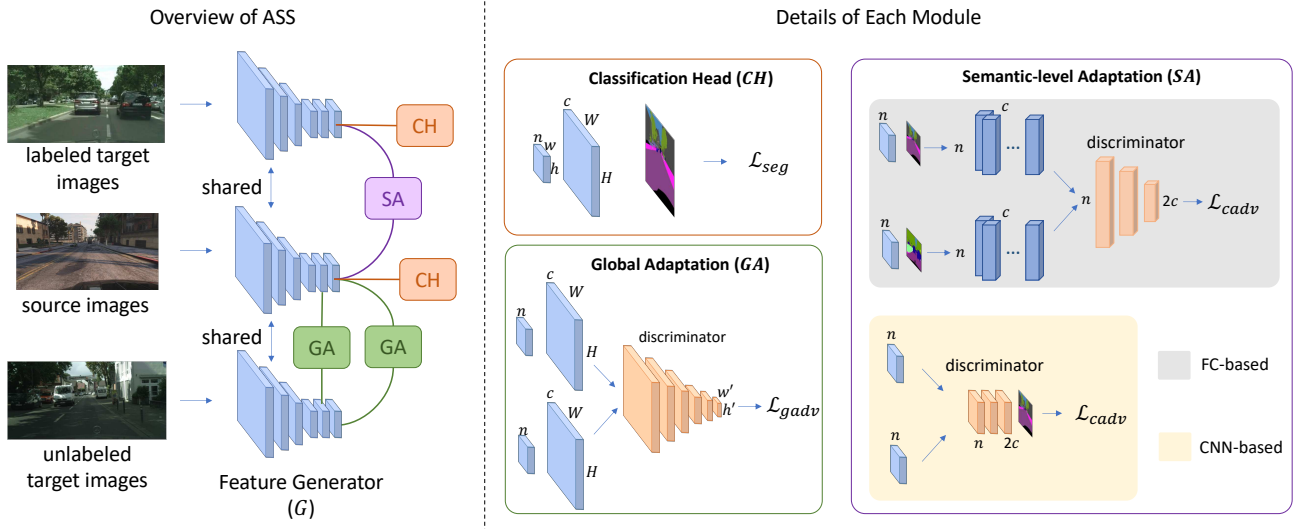 Overview of ASS
labeled target
images
shared
source images
shared
unlabeled
target images
CH
SA
CH
GA
GA
Feature Generator
(G)
Details of Each Module
Classification Head (CH)
n
w
h
c
W
H
ℒseg
Global Adaptation (GA)
n
c
W
H
n
c
W
H
discriminator
w'
h'
ℒgadv
Semantic-level Adaptation (SA)
n
n
c
...
n
n
c
...
discriminator
n
2c
ℒcadv
n
n
discriminator
n
2c
ℒcadv
FC-based
CNN-based